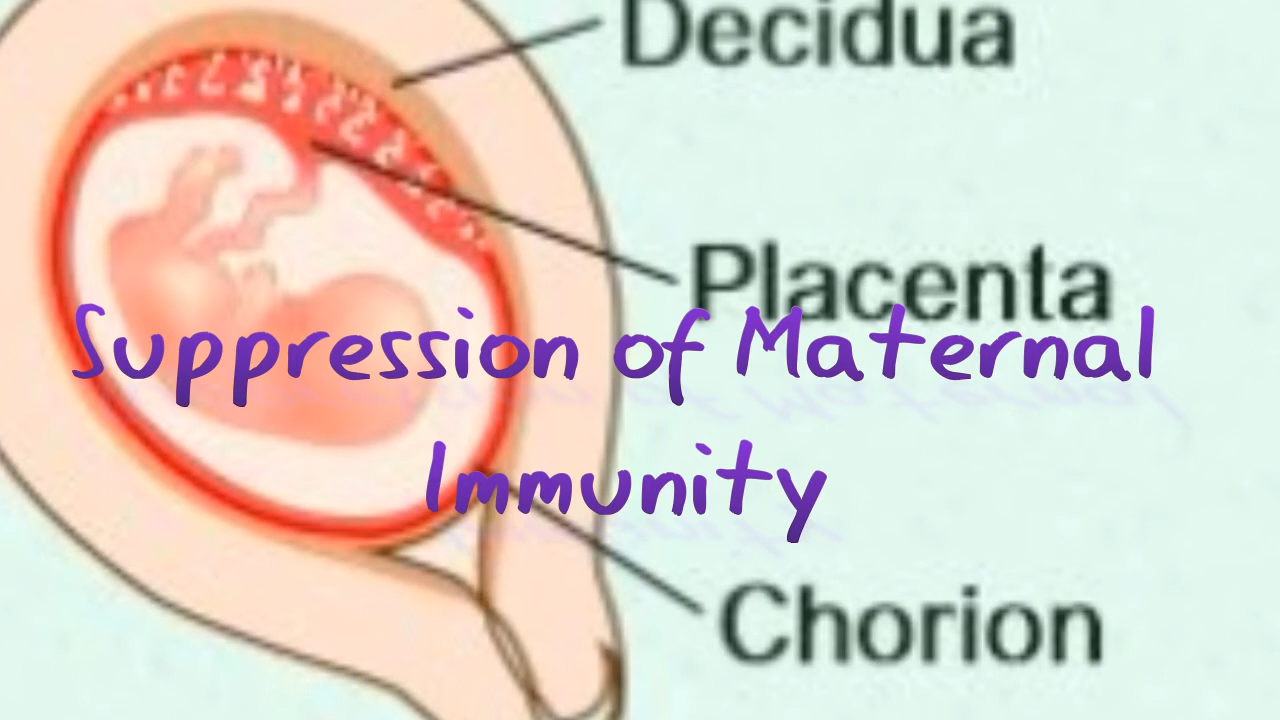 Decidua
Placenta
Suppression of Maternal
Immunity
Chorion